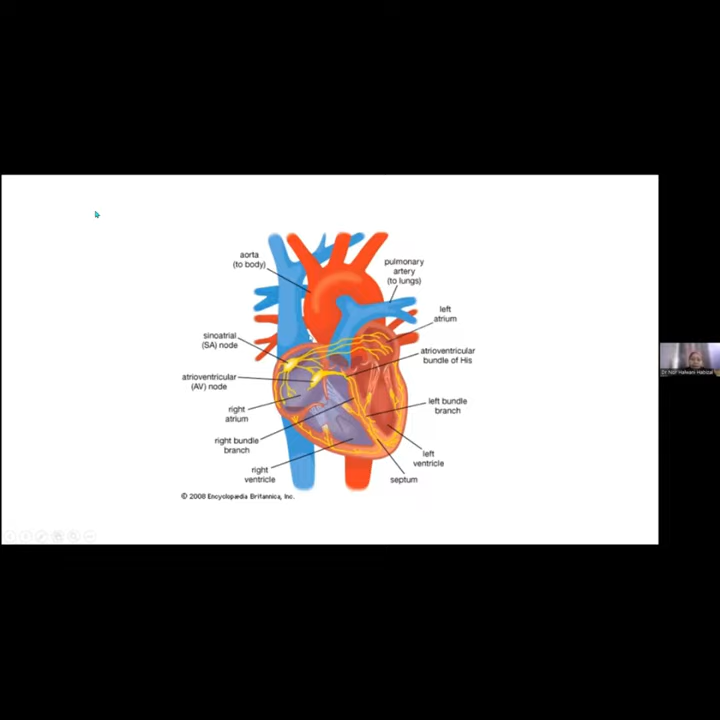 aorta
(to body)
pulmonary
artery
(to lungs)
left
atrium
sinoatrial
(SA) node
atrioventricular
bundle of His
atrioventricular
(AV) node
left bundle
branch
right
atrium
right bundle
branch
left
ventricle
right
ventricle
septum
© 2008 Encyclopædia Britannica, Inc.